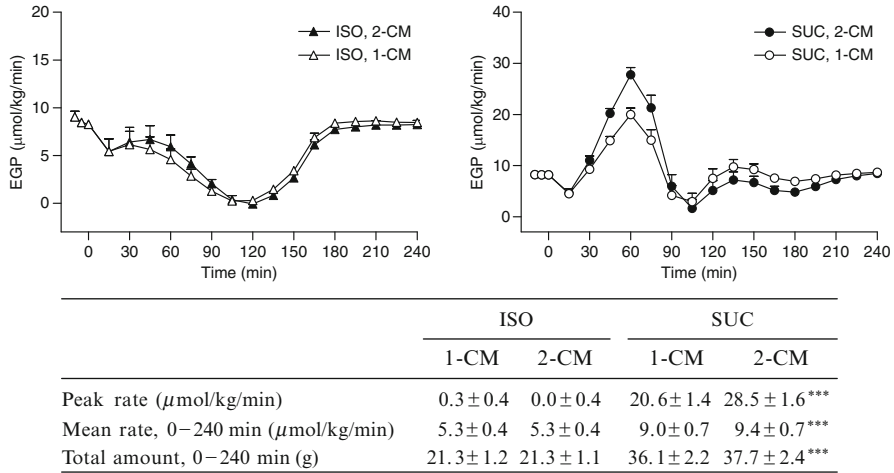 20
15
10
5
0
EGP (μmol/kg/min)
ISO, 2-CM
ISO, 1-CM
0 30 60 90 120 150 180 210 240
Time (min)
40
30
20
10
0
EGP (μmol/kg/min)
SUC, 2-CM
SUC, 1-CM
0 30 60 90 120 150 180 210 240
Time (min)
ISO SUC
1-CM 2-CM 1-CM 2-CM
Peak rate (μmol/kg/min) 0.3±0.4 0.0±0.4 20.6±1.4 28.5±1.6***
Mean rate, 0–240 min (μmol/kg/min) 5.3±0.4 5.3±0.4 9.0±0.7 9.4±0.7***
Total amount, 0–240 min (g) 21.3±1.2 21.3±1.1 36.1±2.2 37.7±2.4***